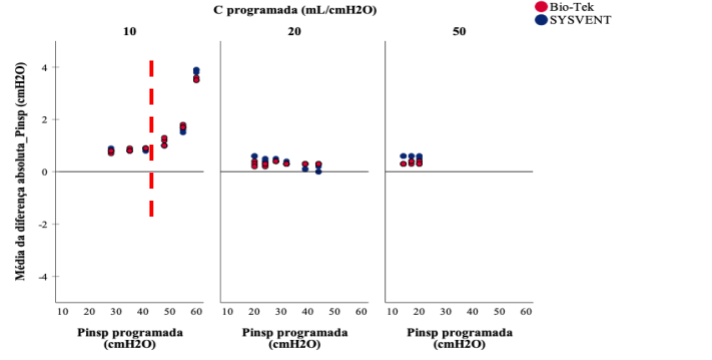 C programada (mL/cmH2O)
Bio-Tek
SYSVENT
10
20
50
Média da diferença absoluta_Pinsp (cmH2O)
4
2
0
-2
-4
10 20 30 40 50 60
10 20 30 40 50 60
10 20 30 40 50 60
Pinsp programada
(cmH2O)
Pinsp programada
(cmH2O)
Pinsp programada
(cmH2O)